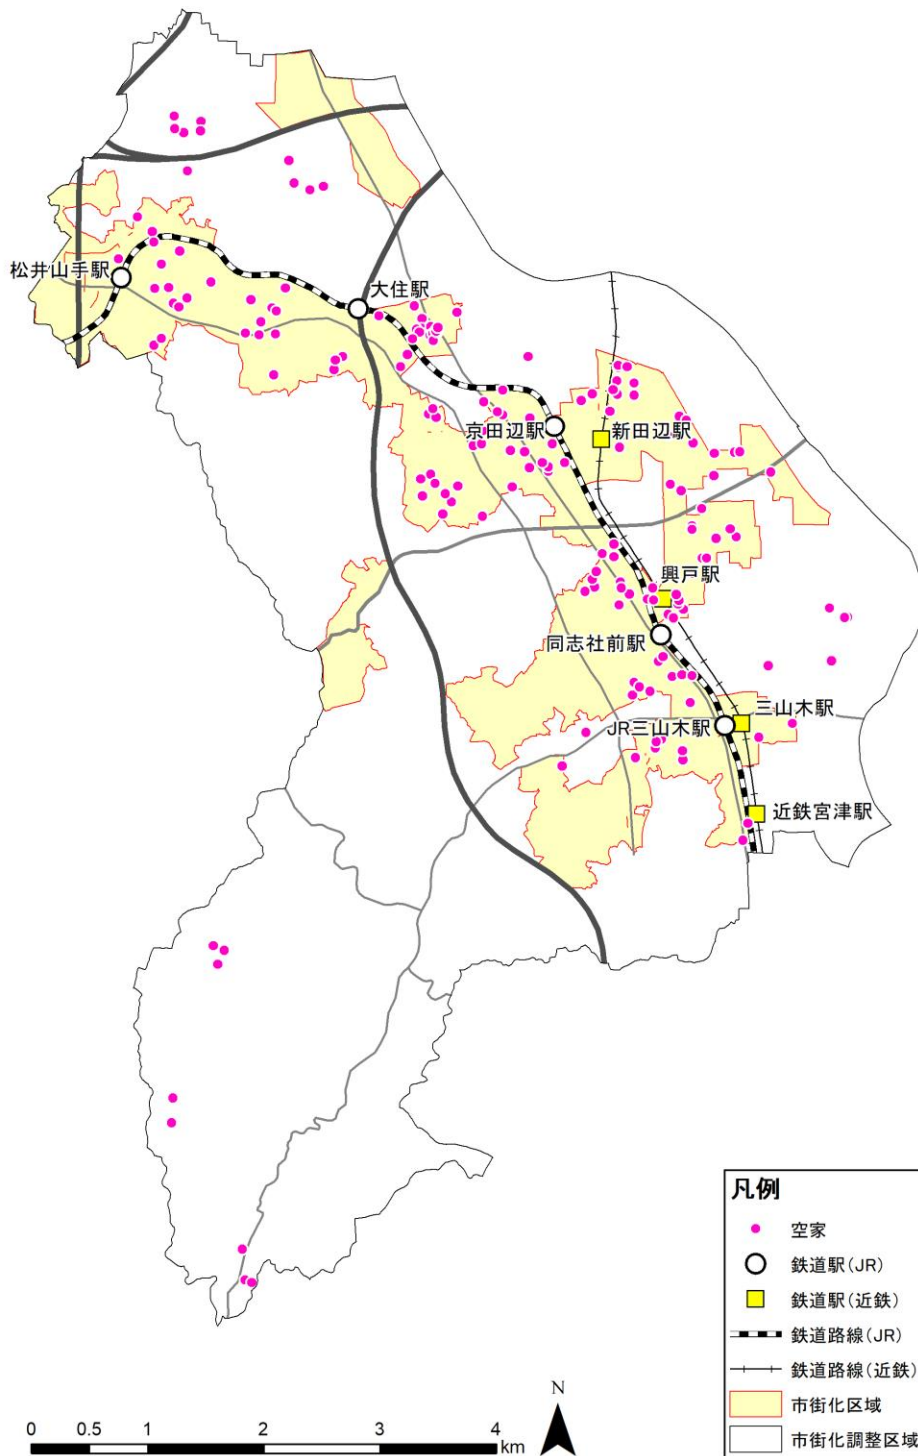 松井山手駅
大住駅
京田辺駅
新田辺駅
興戸駅
同志社前駅
三山木駅
JR三山木駅
近鉄宮津駅
凡例
空家
鉄道駅(JR)
鉄道駅(近鉄)
鉄道路線(JR)
鉄道路線(近鉄)
市街化区域
市街化調整区域
N
0 0.5 1 2 3 4
km